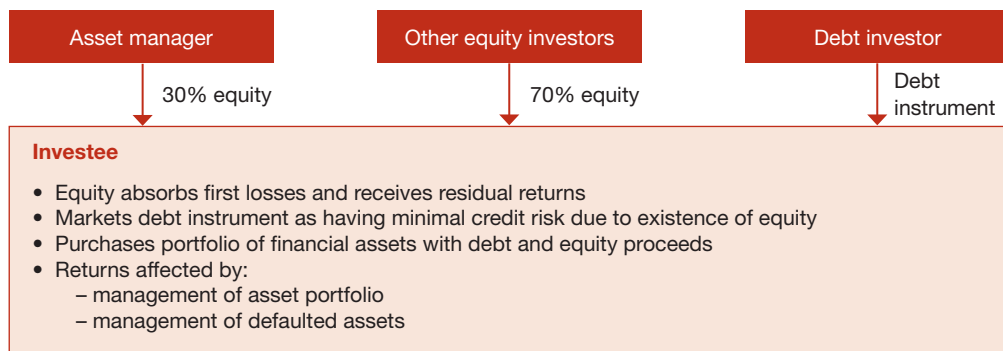 Asset manager
Other equity investors
Debt investor
30% equity
70% equity
Debt
instrument
Investee
• Equity absorbs first losses and receives residual returns
• Markets debt instrument as having minimal credit risk due to existence of equity
• Purchases portfolio of financial assets with debt and equity proceeds
• Returns affected by:
– management of asset portfolio
– management of defaulted assets